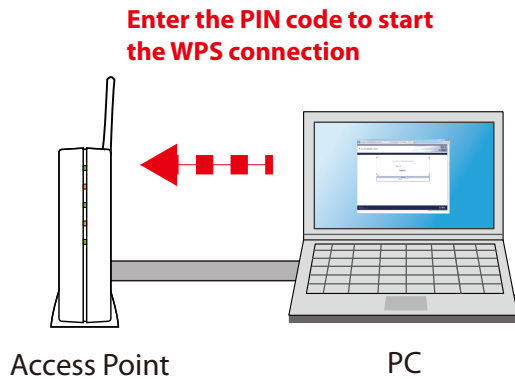 Enter the PIN code to start
the WPS connection
Access Point
PC